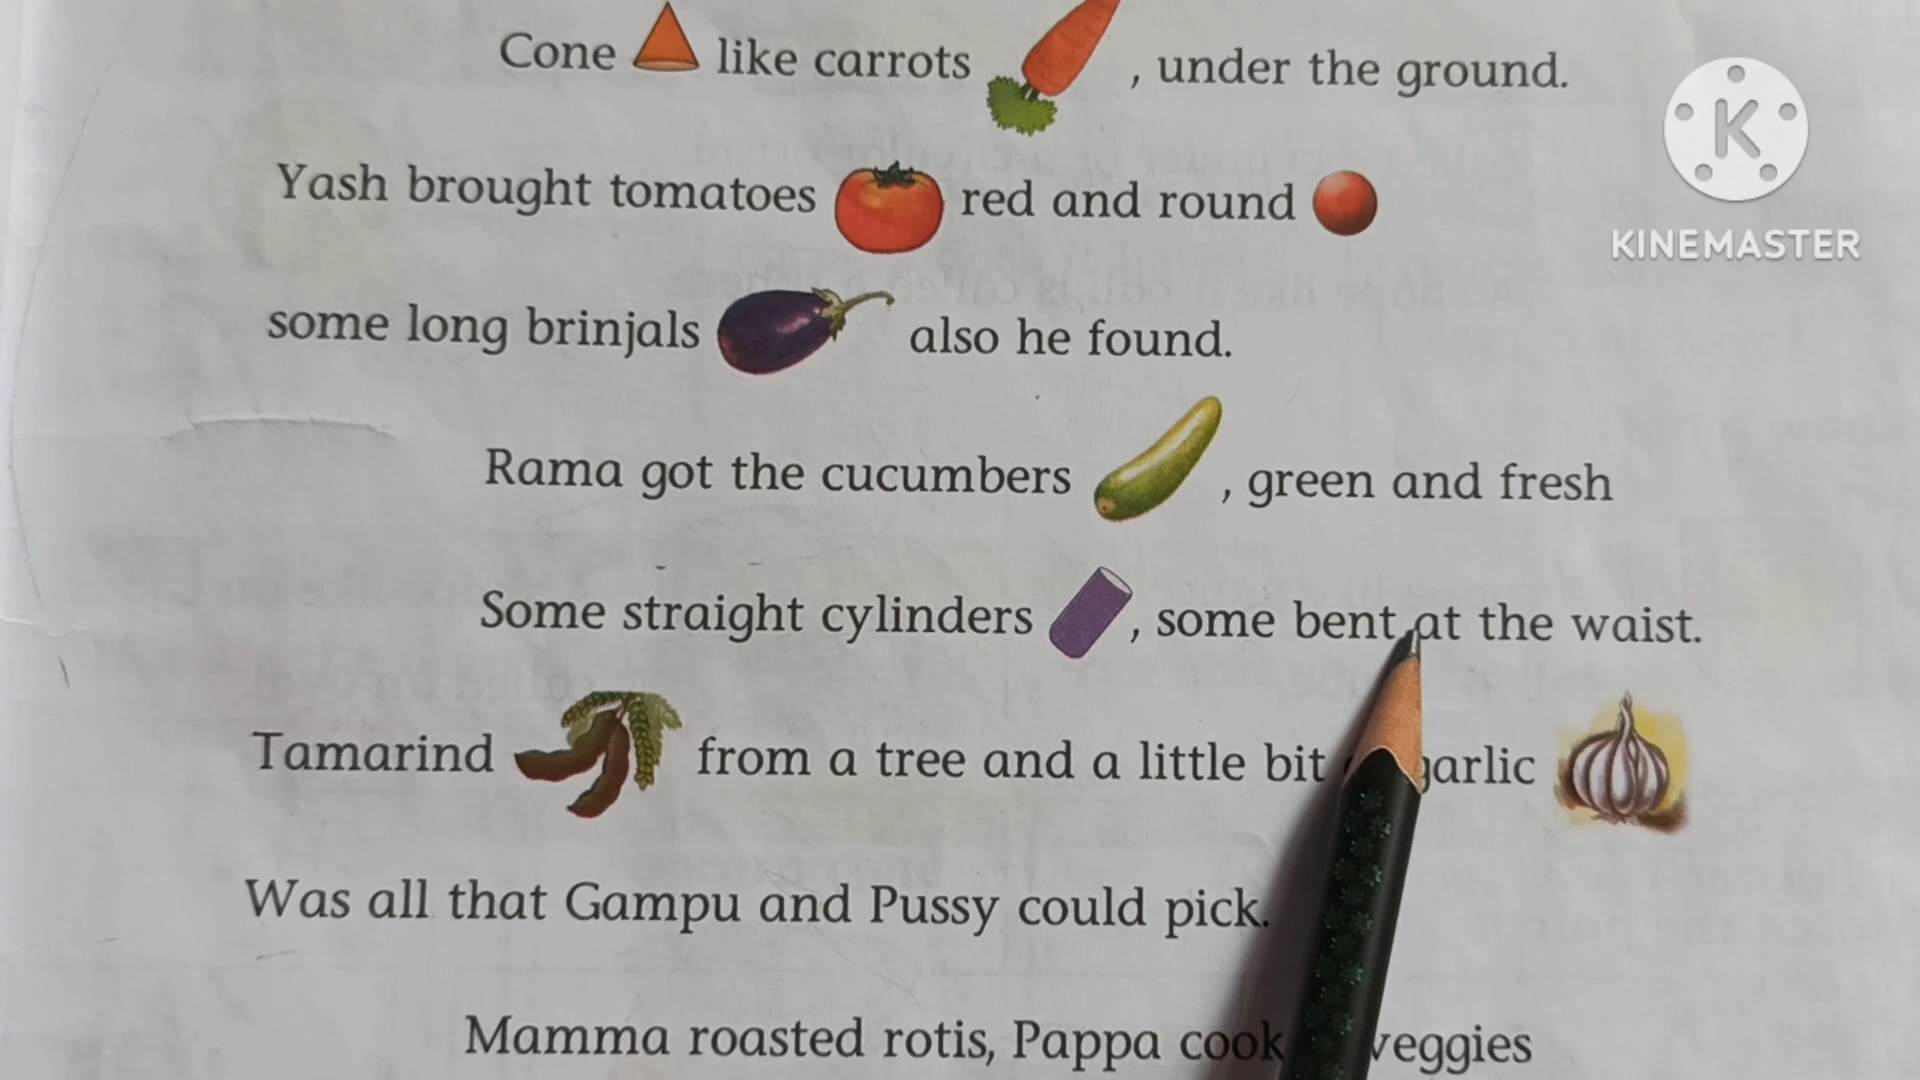 Cone like carrots , under the ground.
KINEMASTER
Yash brought tomatoes red and round
some long brinjals also he found.
Rama got the cucumbers , green and fresh
Some straight cylinders , some bent at the waist.
Tamarind from a tree and a little bit garlic
Was all that Gampu and Pussy could pick.
Mamma roasted rotis, Pappa cook veggies